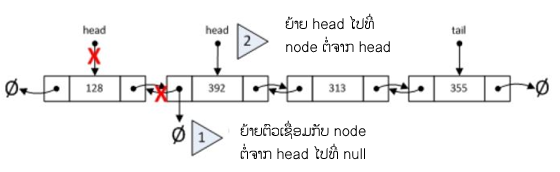 head
head
2
ຍ້າຍ head ໄປທີ່
node ຕໍ່ຈາກ head
tail
Ø
128
392
313
355
Ø
Ø
1
ຍ້າຍຕົວເຊື່ອມກັບ node
ຕໍ່ຈາກ head ໄປທີ່ null